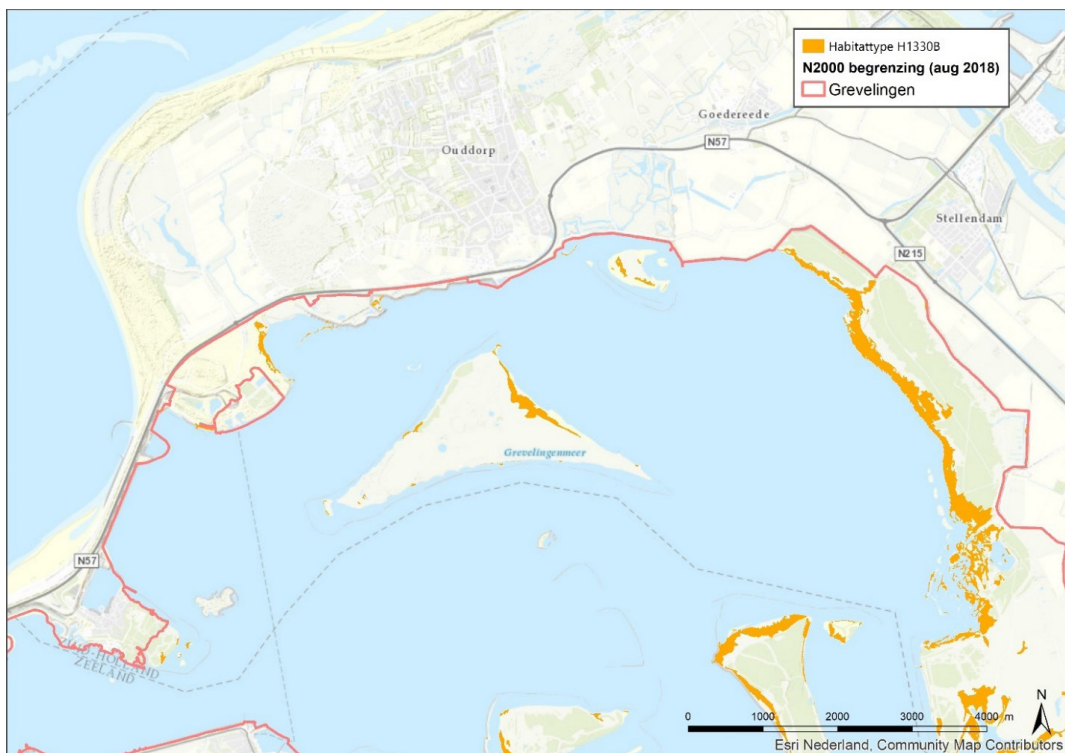 Habitattype H1330B
N2000 begrenzing (aug 2018)
Grevelingen
Goedereede
N57
Ouddorp
Stellendam
N215
Grevelingenmeer
N57
ZUID-HOLLAND
ZEELAND
N
0 1000 2000 3000 4000 m
Esri Nederland, Community Map Contributors